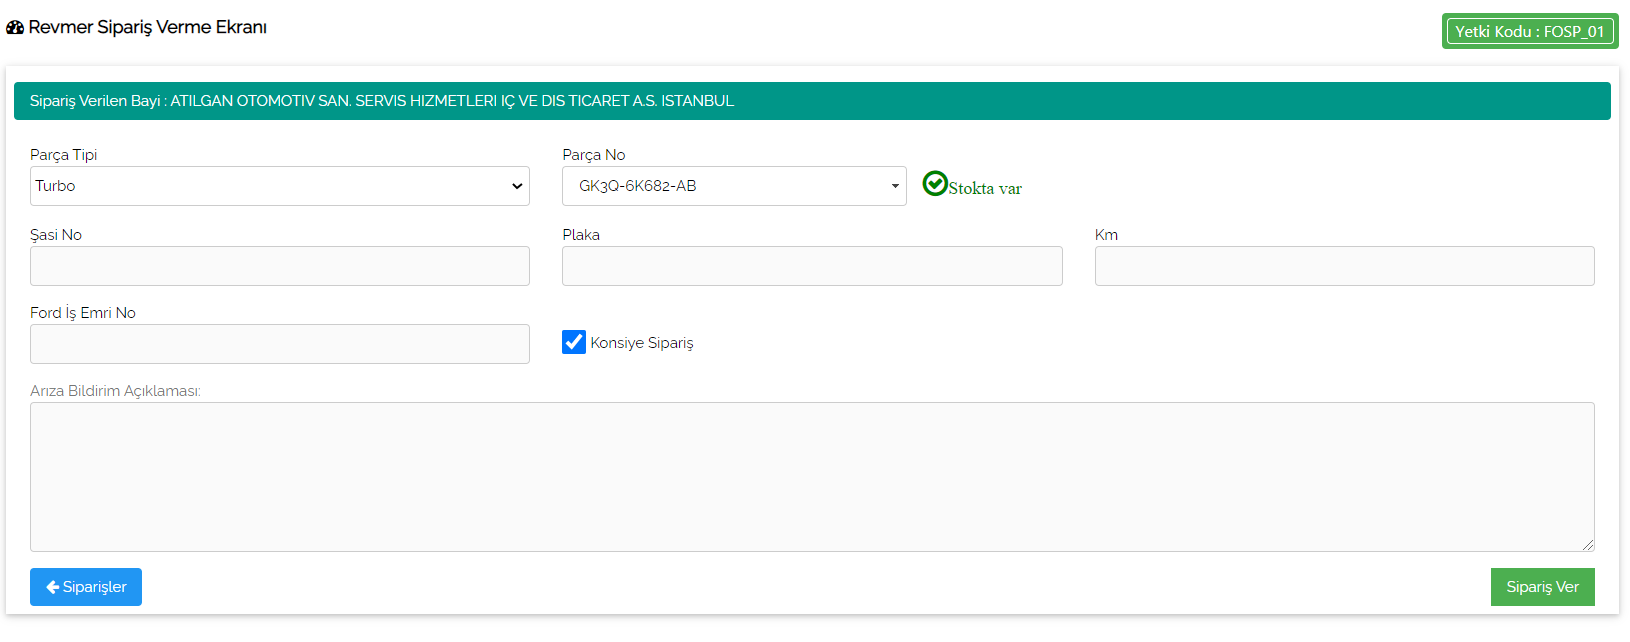 Revmer Sipariş Verme Ekranı
Yetki Kodu : FOSP_01
Sipariş Verilen Bayi : ATILGAN OTOMOTIV SAN. SERVIS HIZMETLERI IÇ VE DIS TICARET A.S. ISTANBUL
Parça Tipi
Parça No
Turbo
GK3Q-6K682-AB
Stokta var
Şasi No
Plaka
Km
Ford İş Emri No
Konsiye Sipariş
Arıza Bildirim Açıklaması:
Siparişler
Sipariş Ver